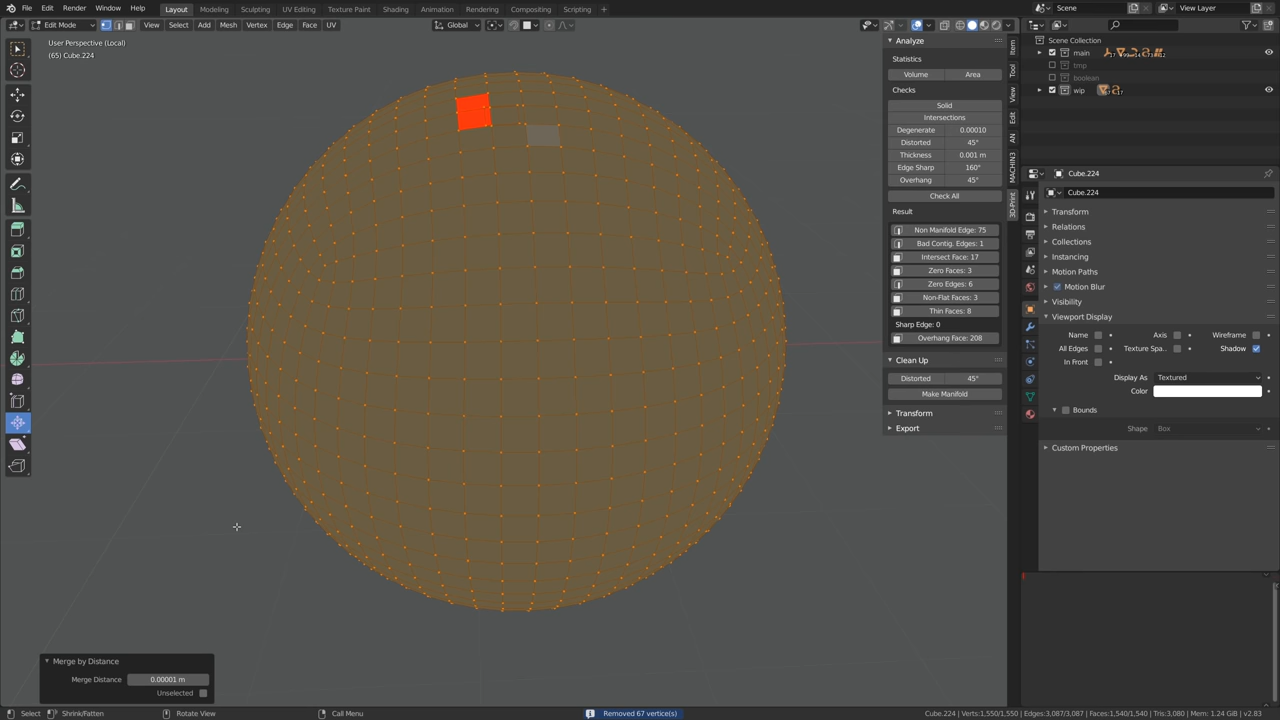 File Edit Render Window Help Layout Modeling Sculpting UV Editing Texture Paint Shading Animation Rendering Compositing Scripting + Scene View Layer
Edit Mode View Select Add Mesh Vertex Edge Face UV Global
User Perspective (Local)
(65) Cube.224
Analyze
Statistics
Volume Area
Checks
Solid
Intersections
Degenerate 0.00010
Distorted 45°
Thickness 0.001 m
Edge Sharp 160°
Overhang 45°
Check All
Result
Non Manifold Edge: 75
Bad Contig. Edges: 1
Intersect Face: 17
Zero Faces: 3
Zero Edges: 6
Non-Flat Faces: 3
Thin Faces: 8
Sharp Edge: 0
Overhang Face: 208
Clean Up
Distorted 45°
Make Manifold
Transform
Export
Item
Tool
View
Edit
AN
MACHIN3
3D-Print
Scene Collection
main
tmp
boolean
wip
Cube.224
Cube.224
Transform
Relations
Collections
Instancing
Motion Paths
Motion Blur
Visibility
Viewport Display
Name Axis Wireframe
All Edges Texture Spa.. Shadow
In Front
Display As Textured
Color
Bounds
Shape Box
Custom Properties
Merge by Distance
Merge Distance 0.00001 m
Unselected
Select Shrink/Fatten Rotate View Call Menu Removed 67 vertice(s) Cube.224 | Verts:1,550/1,550 | Edges:3,087/3,087 | Faces:1,540/1,540 | Tris:3,080 | Mem: 1.24 GiB | v2.83